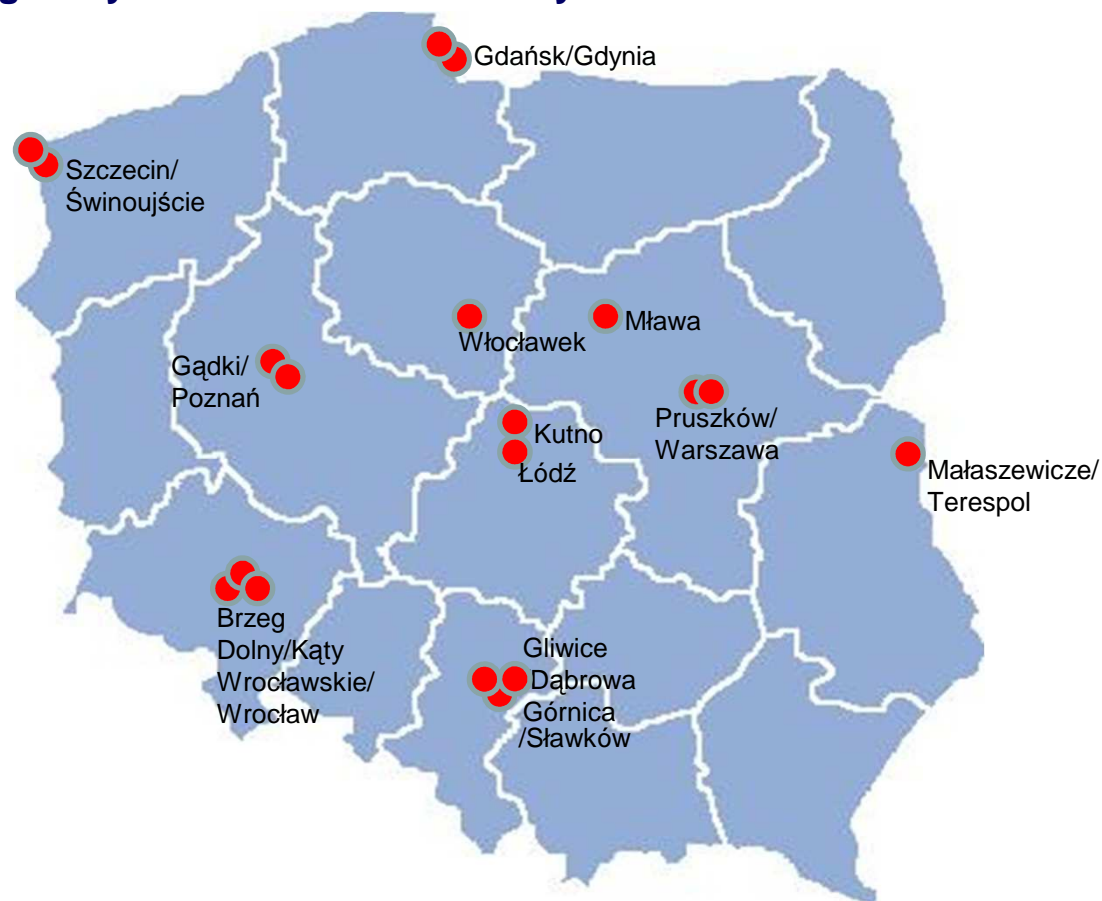 Gdańsk/Gdynia
Szczecin/
Świnoujście
Włocławek
Mława
Gądki/
Poznań
Kutno
Łódź
Pruszków/
Warszawa
Małaszewicze/
Terespol
Brzeg
Dolny/Kąty
Wrocławskie/
Wrocław
Gliwice
Dąbrowa
Górnica
/Sławków